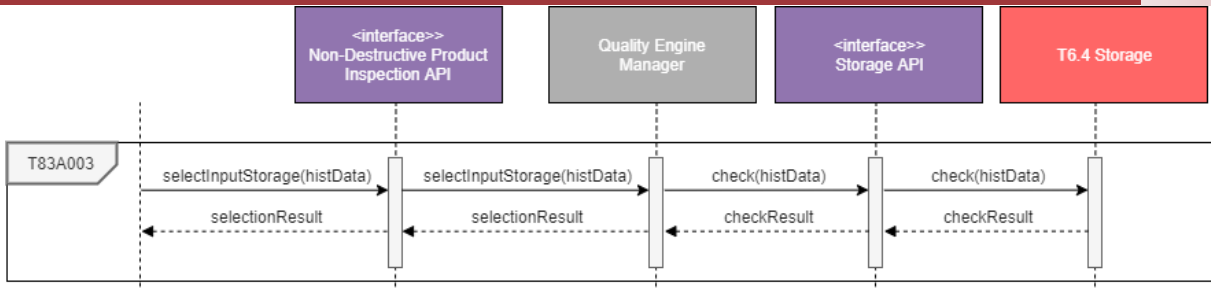 <interface>>
Non-Destructive Product
Inspection API
Quality Engine
Manager
<interface>>
Storage API
T6.4 Storage
T83A003
selectInputStorage(histData)
selectInputStorage(histData)
check(histData)
check(histData)
selectionResult
selectionResult
checkResult
checkResult